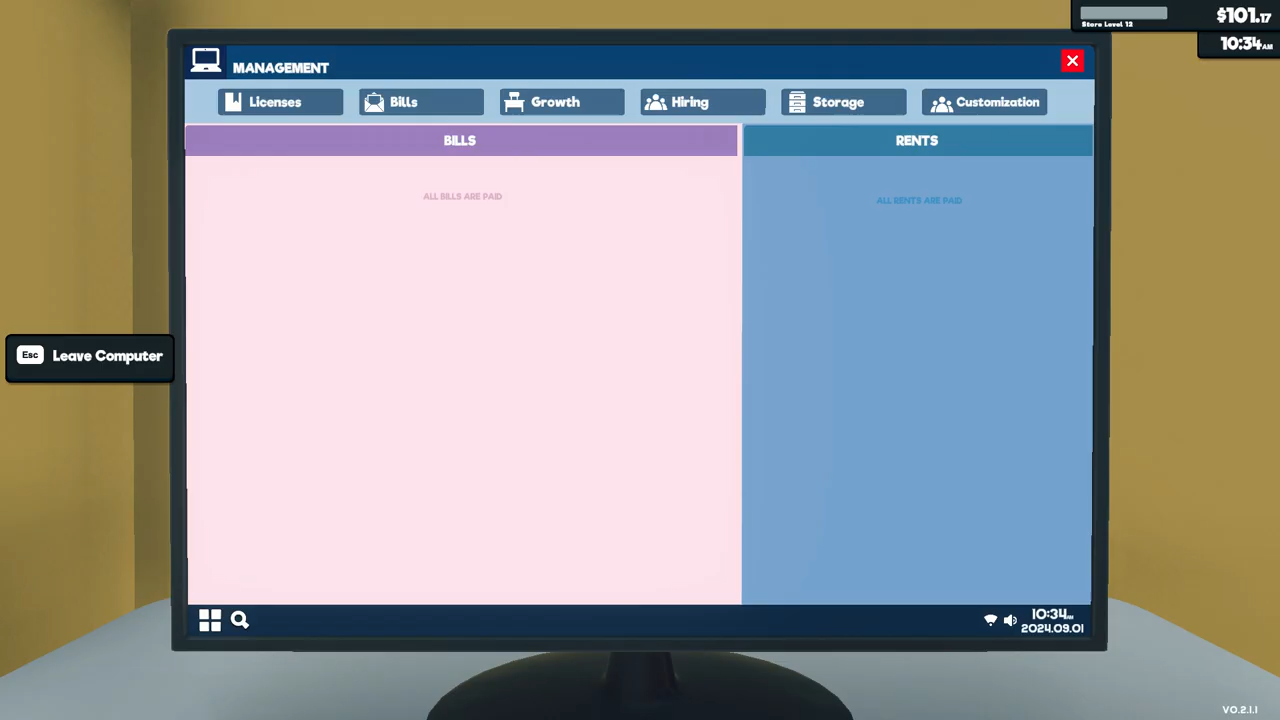 $101.17
Store Level 12
10:34AM
MANAGEMENT
Licenses
Bills
Growth
Hiring
Storage
Customization
BILLS
RENTS
ALL BILLS ARE PAID
ALL RENTS ARE PAID
Esc Leave Computer
10:34AM
2024.09.01
V0.2.1.1